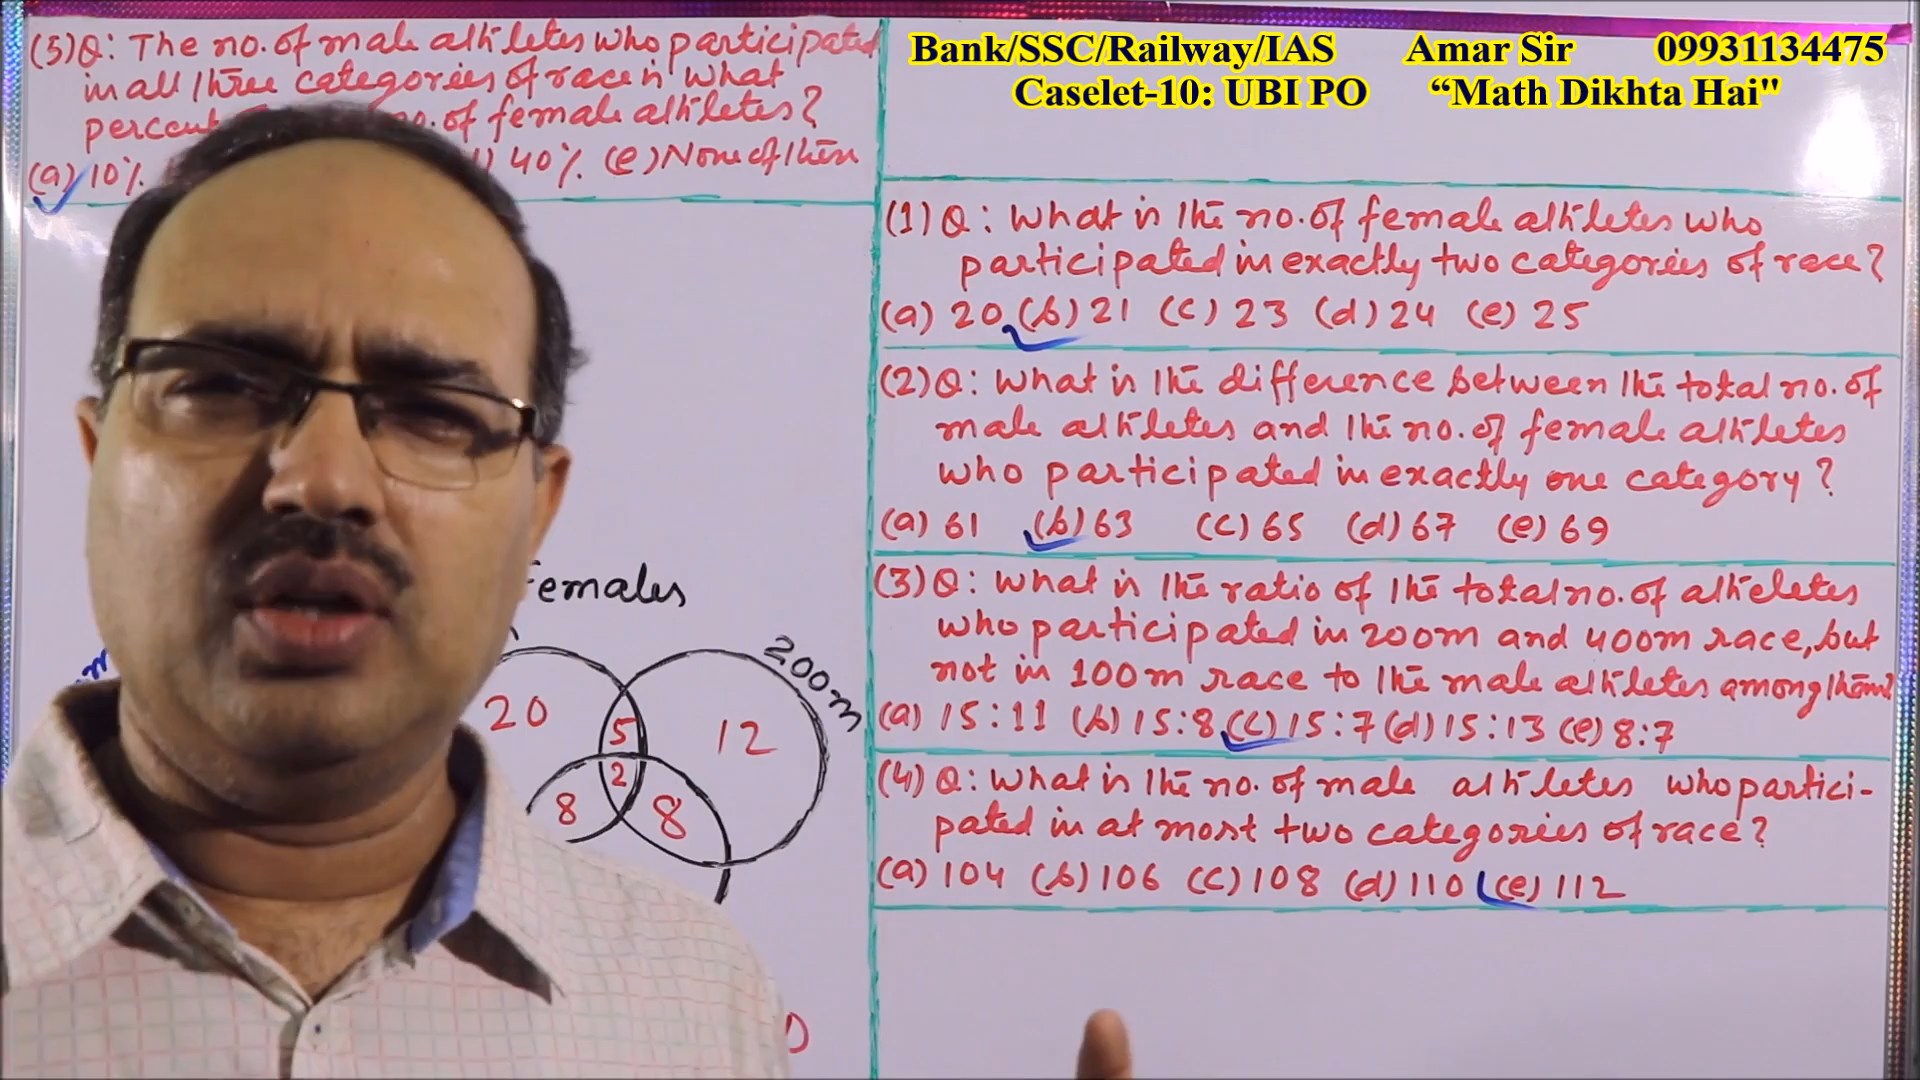 Bank/SSC/Railway/IAS Amar Sir 09931134475
Caselet-10: UBI PO “Math Dikhta Hai"
(5)Q: The no. of male athletes who participated
in all three categories of race is what
percent no. of female athletes?
(a) 10% 40% (e) None of them
(1) Q: What is the no. of female athletes who
participated in exactly two categories of race?
(a) 20 (b) 21 (c) 23 (d) 24 (e) 25
(2) Q: What is the difference between the total no. of
male athletes and the no. of female athletes
who participated in exactly one category?
(a) 61 (b) 63 (c) 65 (d) 67 (e) 69
(3) Q: What is the ratio of the total no. of atheletes
who participated in 200m and 400m race, but
not in 100m race to the male athletes among them?
(a) 15:11 (b) 15:8 (c) 15:7 (d) 15:13 (e) 8:7
(4) Q: What is the no. of male athletes who partici-
pated in at most two categories of race?
(a) 104 (b) 106 (c) 108 (d) 110 (e) 112
Females
200m
20 5 12
2
8 8